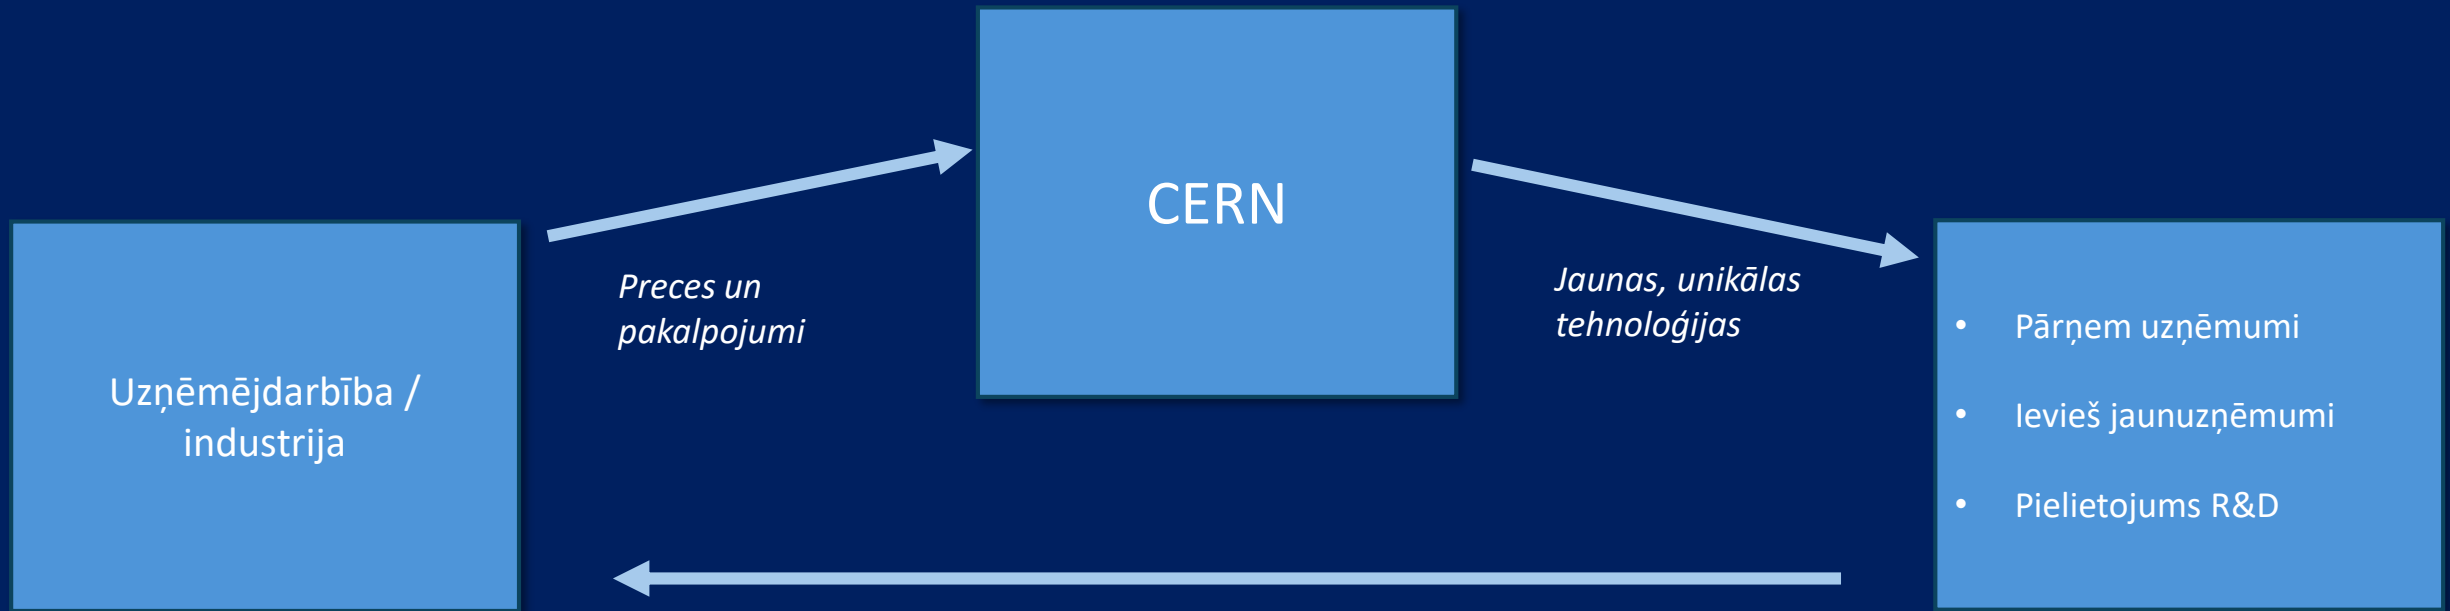 CERN
Preces un
pakalpojumi
Jaunas, unikālas
tehnoloģijas
Uzņēmējdarbība /
industrija
• Pārņem uzņēmumi
• Ievieš jaunuzņēmumi
• Pielietojums R&D